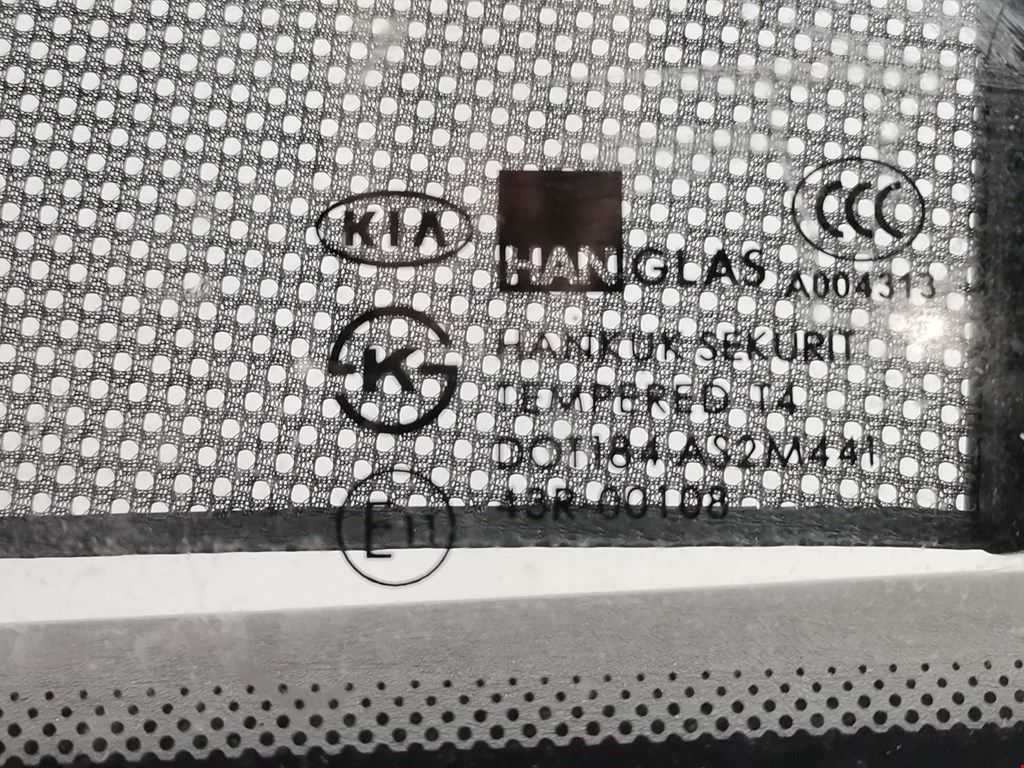 KIA
HANGLAS
CCC
A004313
K
HANKUK SEKURIT
TEMPERED T4
DOT184 AS2M441
E11
43R-00108